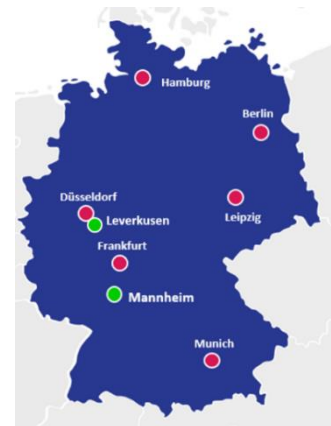 Hamburg
Berlin
Düsseldorf
Leverkusen
Leipzig
Frankfurt
Mannheim
Munich